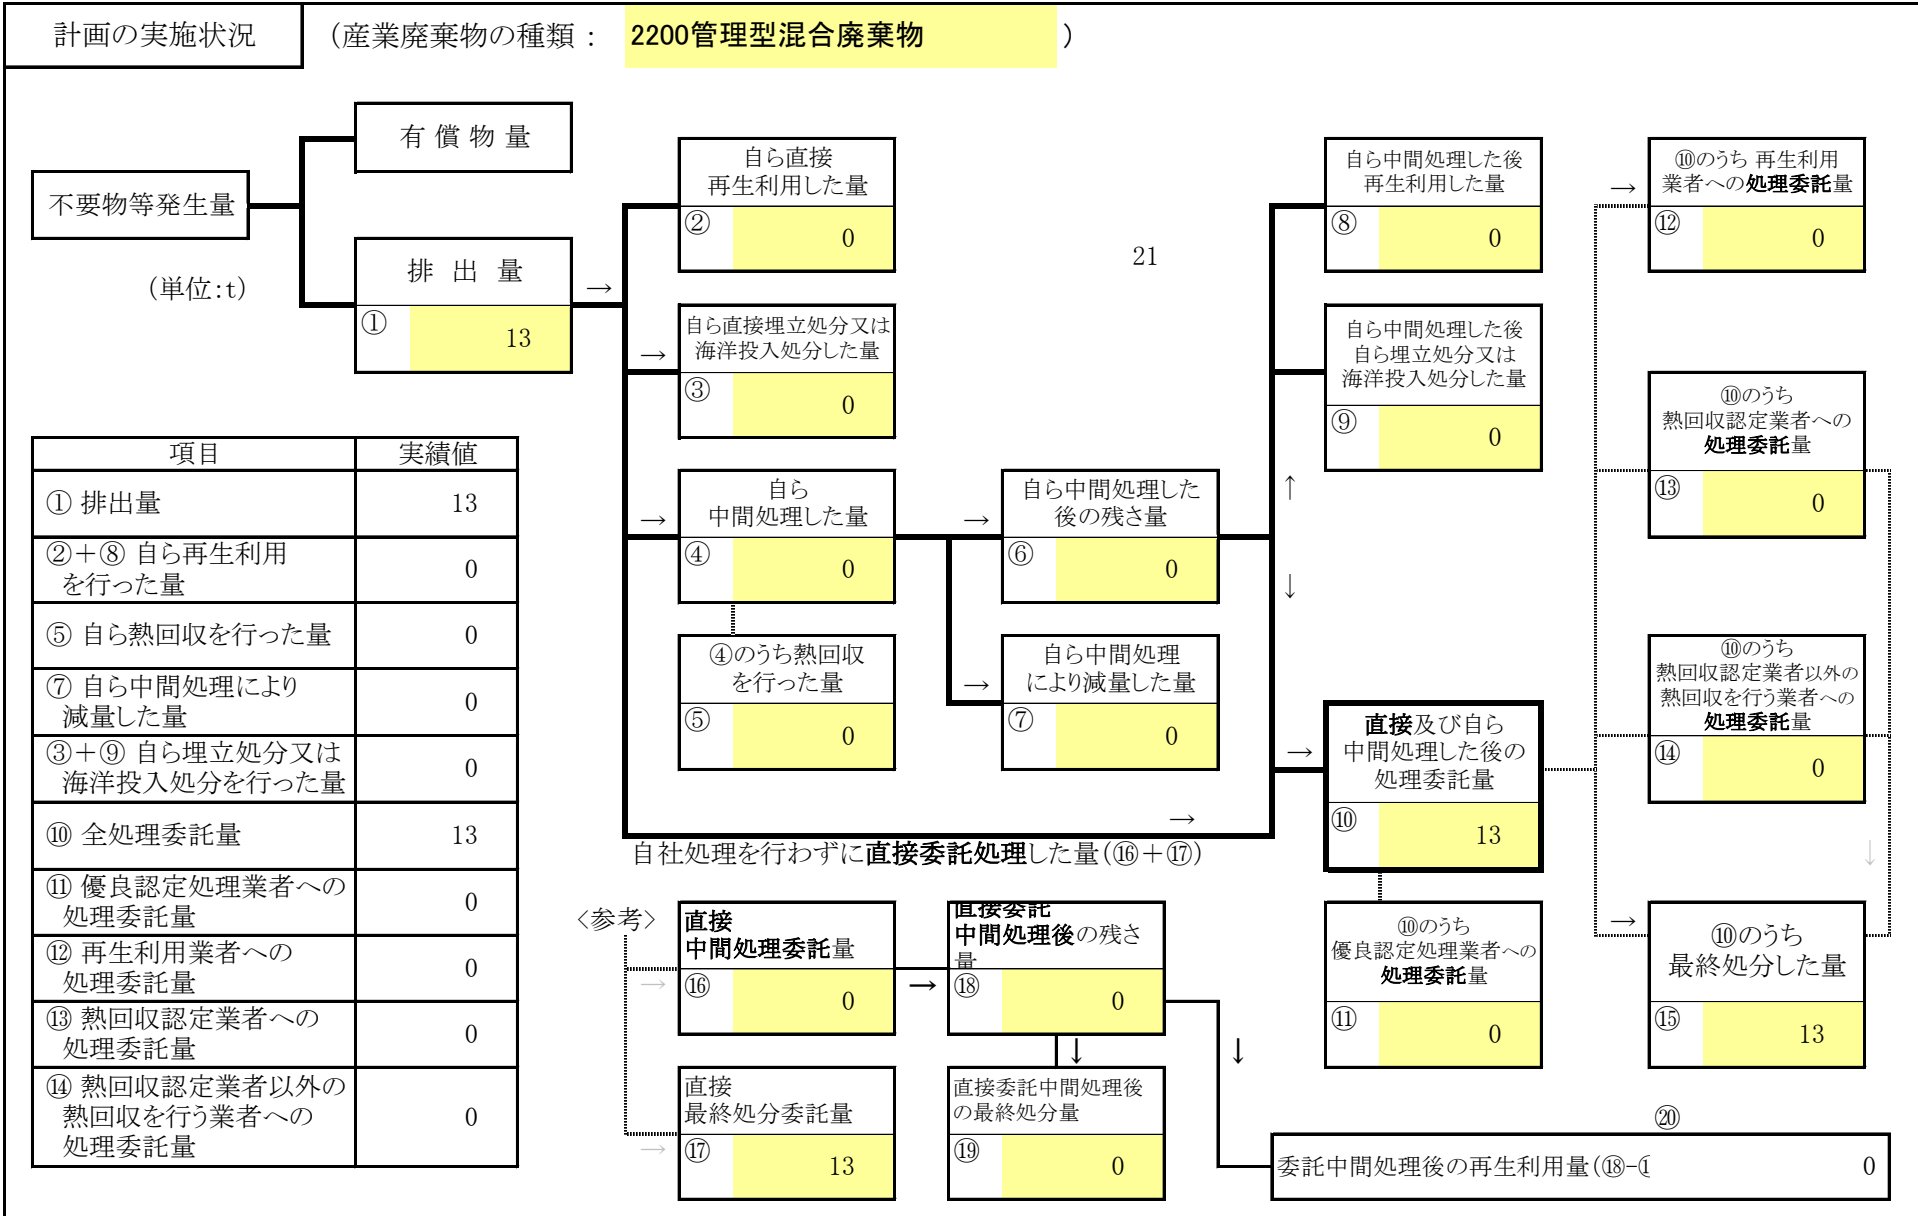 計画の実施状況 （産業廃棄物の種類： 2200管理型混合廃棄物 ）
有償物量
不要物等発生量
（単位:t）
排出量
→
① 13
自ら直接
再生利用した量
② 0
21
自ら直接埋立処分又は
海洋投入処分した量
→
③ 0
自ら
中間処理した量
→
④ 0
④のうち熱回収
を行った量
⑤ 0
自ら中間処理した
後の残さ量
→
⑥ 0
自ら中間処理
により減量した量
→
⑦ 0
自ら中間処理した後
再生利用した量
⑧ 0
自ら中間処理した後
自ら埋立処分又は
海洋投入処分した量
⑨ 0
↑
↓
→
直接及び自ら
中間処理した後の
処理委託量
⑩ 13
⑩のうち
優良認定処理業者への
処理委託量
⑪ 0
→
⑩のうち 再生利用
業者への処理委託量
⑫ 0
⑩のうち
熱回収認定業者への
処理委託量
⑬ 0
⑩のうち
熱回収認定業者以外の
熱回収を行う業者への
処理委託量
⑭ 0
↓
→
⑩のうち
最終処分した量
⑮ 13
→
自社処理を行わずに直接委託処理した量（⑯＋⑰）
〈参考〉
直接
中間処理委託量
→
⑯ 0
→
直接委託
中間処理後の残さ
量
⑱ 0
↓
↓
直接
最終処分委託量
→
⑰ 13
直接委託中間処理後
の最終処分量
⑲ 0
⑳
委託中間処理後の再生利用量（⑱-① 0
項目 実績値
① 排出量 13
②＋⑧ 自ら再生利用
を行った量 0
⑤ 自ら熱回収を行った量 0
⑦ 自ら中間処理により
減量した量 0
③＋⑨ 自ら埋立処分又は
海洋投入処分を行った量 0
⑩ 全処理委託量 13
⑪ 優良認定処理業者への
処理委託量 0
⑫ 再生利用業者への
処理委託量 0
⑬ 熱回収認定業者への
処理委託量 0
⑭ 熱回収認定業者以外の
熱回収を行う業者への
処理委託量 0